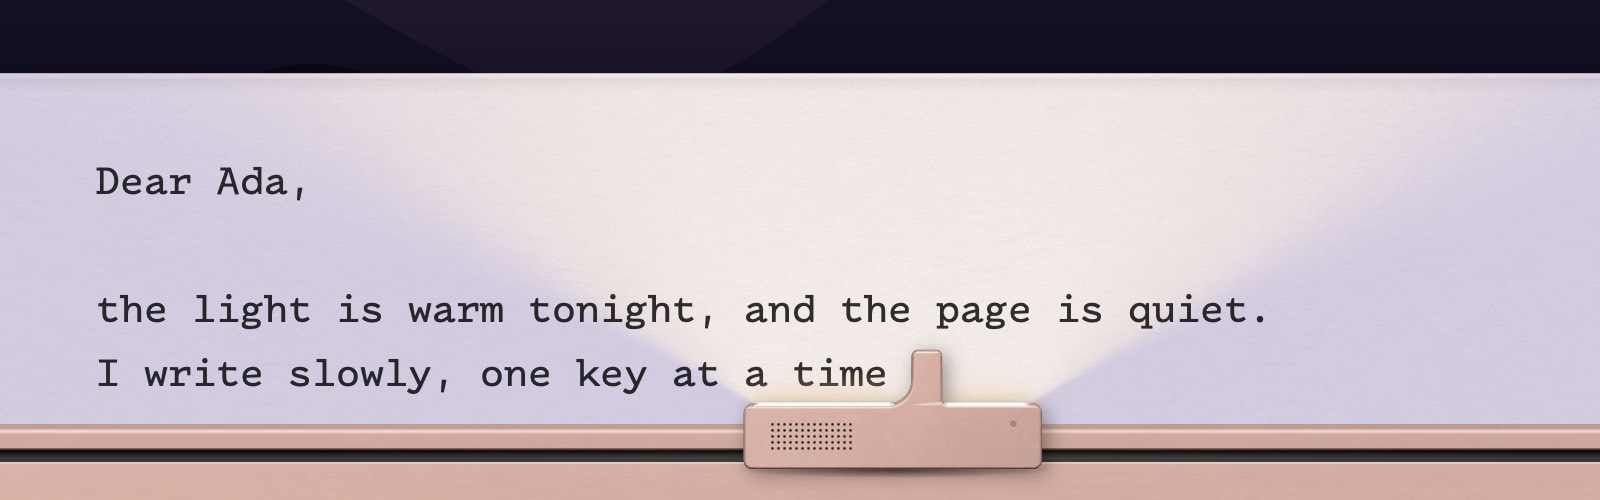 Dear Ada,
the light is warm tonight, and the page is quiet.
I write slowly, one key at a time